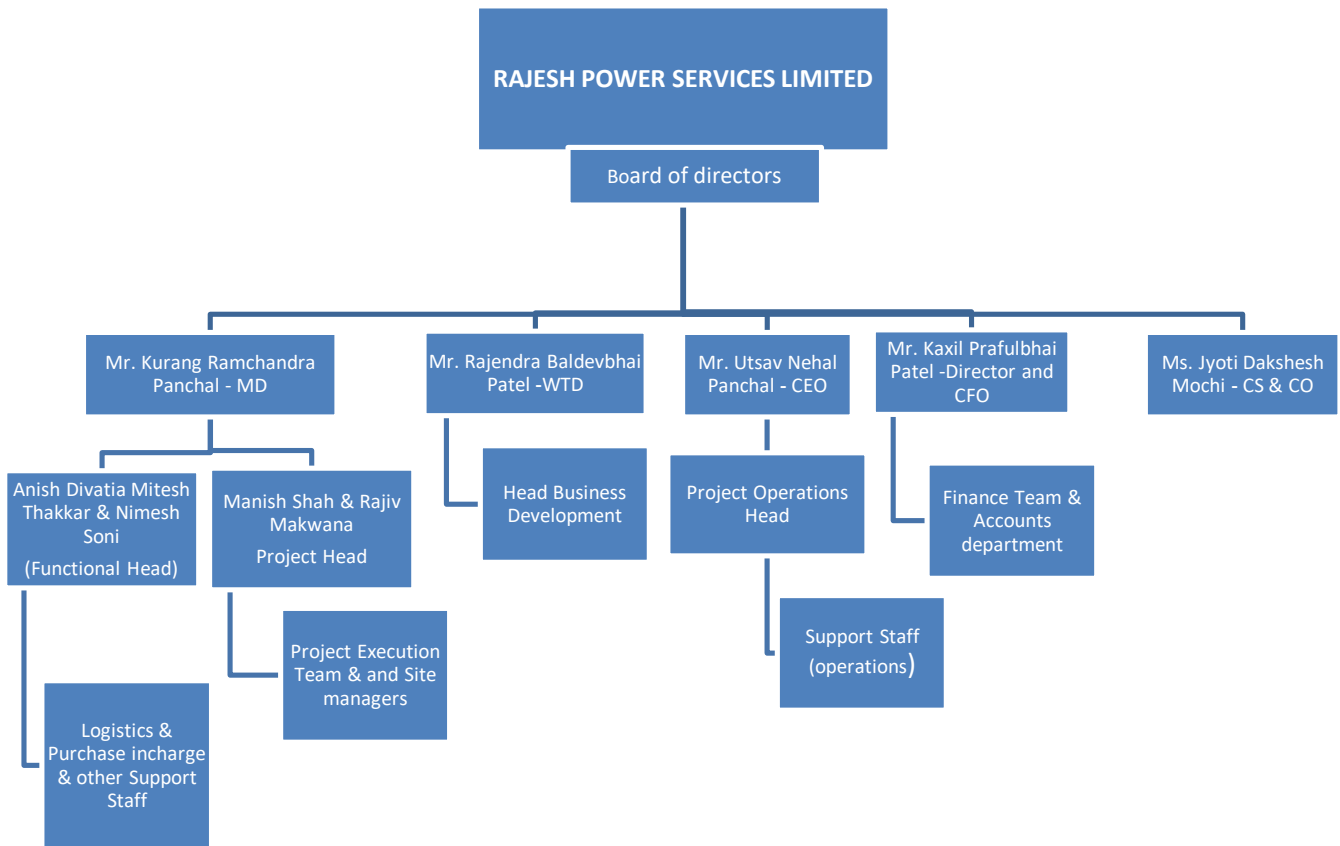 RAJESH POWER SERVICES LIMITED
Board of directors
Mr. Kurang Ramchandra
Panchal - MD
Mr. Rajendra Baldevbhai
Patel -WTD
Mr. Utsav Nehal
Panchal - CEO
Mr. Kaxil Prafulbhai
Patel -Director and
CFO
Ms. Jyoti Dakshesh
Mochi - CS & CO
Anish Divatia Mitesh
Thakkar & Nimesh
Soni
(Functional Head)
Manish Shah & Rajiv
Makwana
Project Head
Head Business
Development
Project Operations
Head
Finance Team &
Accounts
department
Project Execution
Team & and Site
managers
Support Staff
(operations)
Logistics &
Purchase incharge
& other Support
Staff